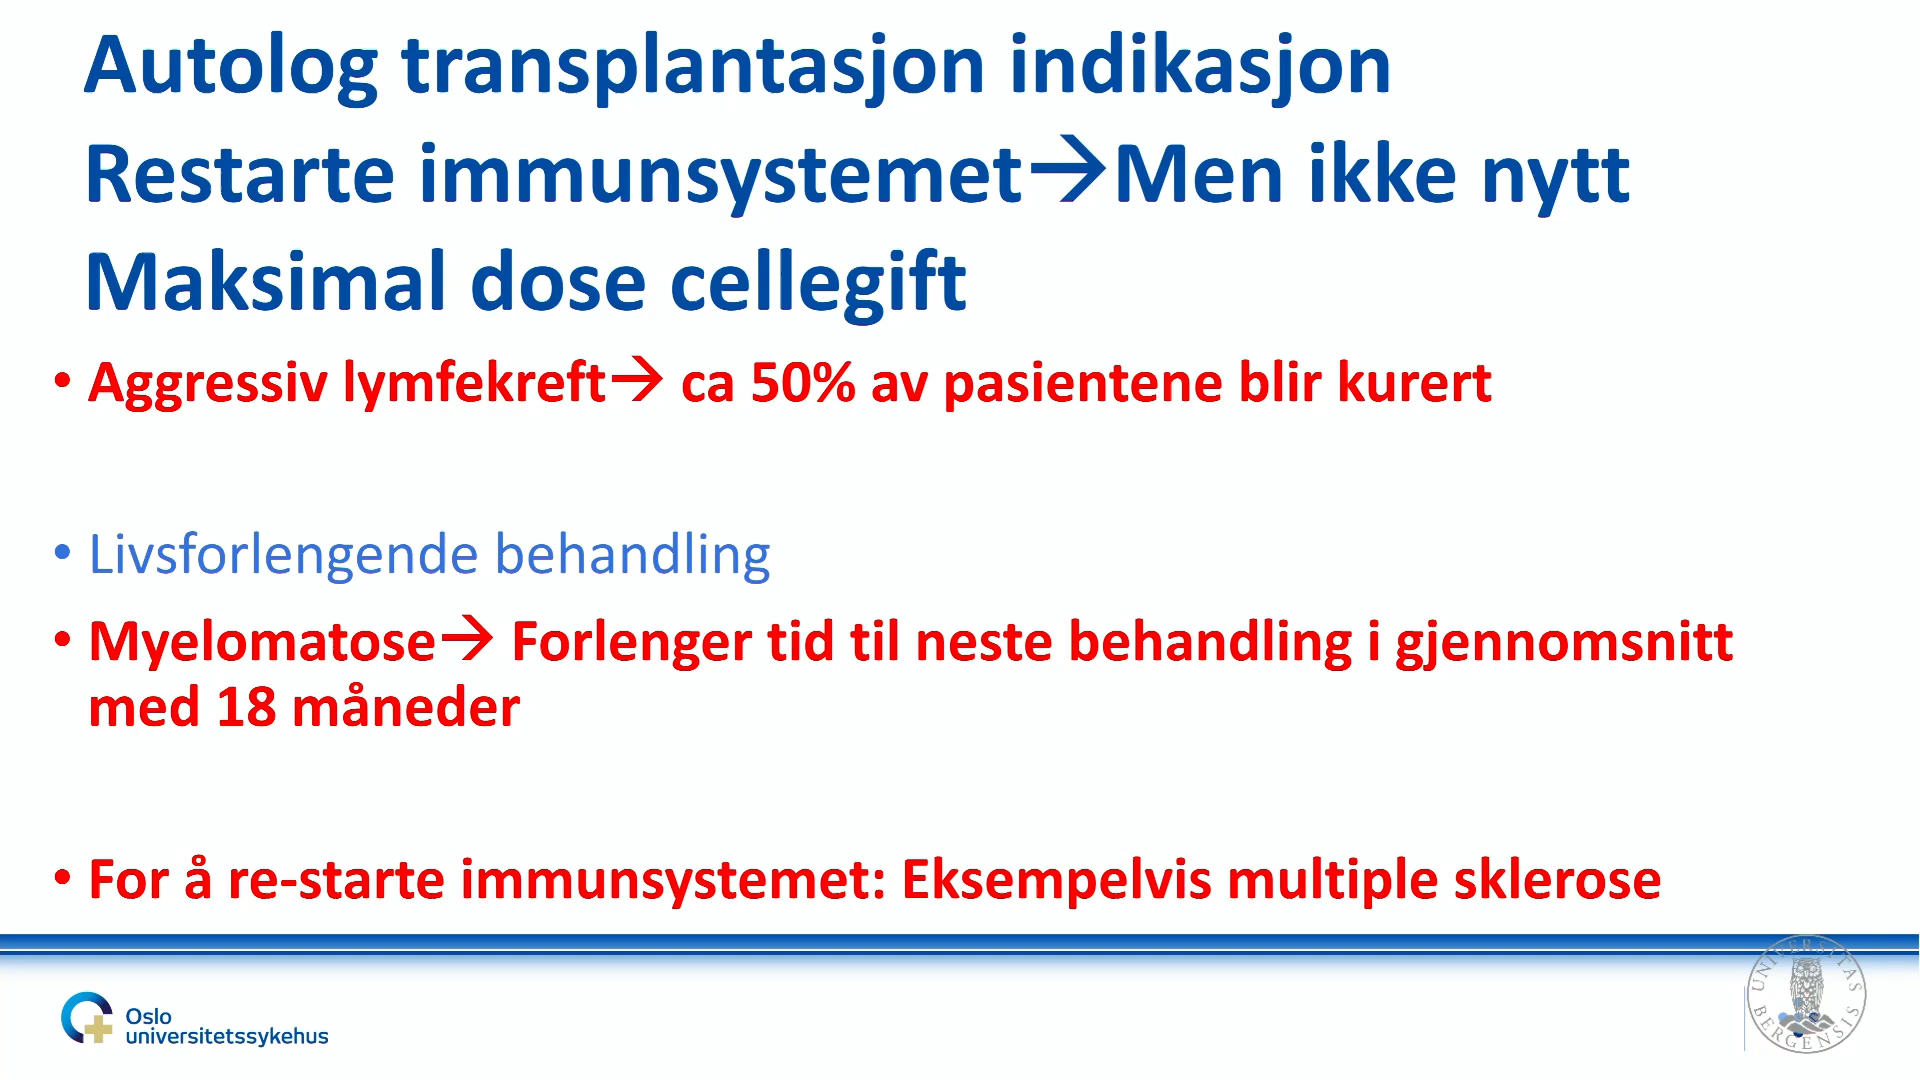 Autolog transplantasjon indikasjon
Restarte immunsystemet→Men ikke nytt
Maksimal dose cellegift
• Aggressiv lymfekreft→ ca 50% av pasientene blir kurert
• Livsforlengende behandling
• Myelomatose→ Forlenger tid til neste behandling i gjennomsnitt
med 18 måneder
• For å re-starte immunsystemet: Eksempelvis multiple sklerose
Oslo
universitetssykehus
UNIVERSITAS
BERGENSIS